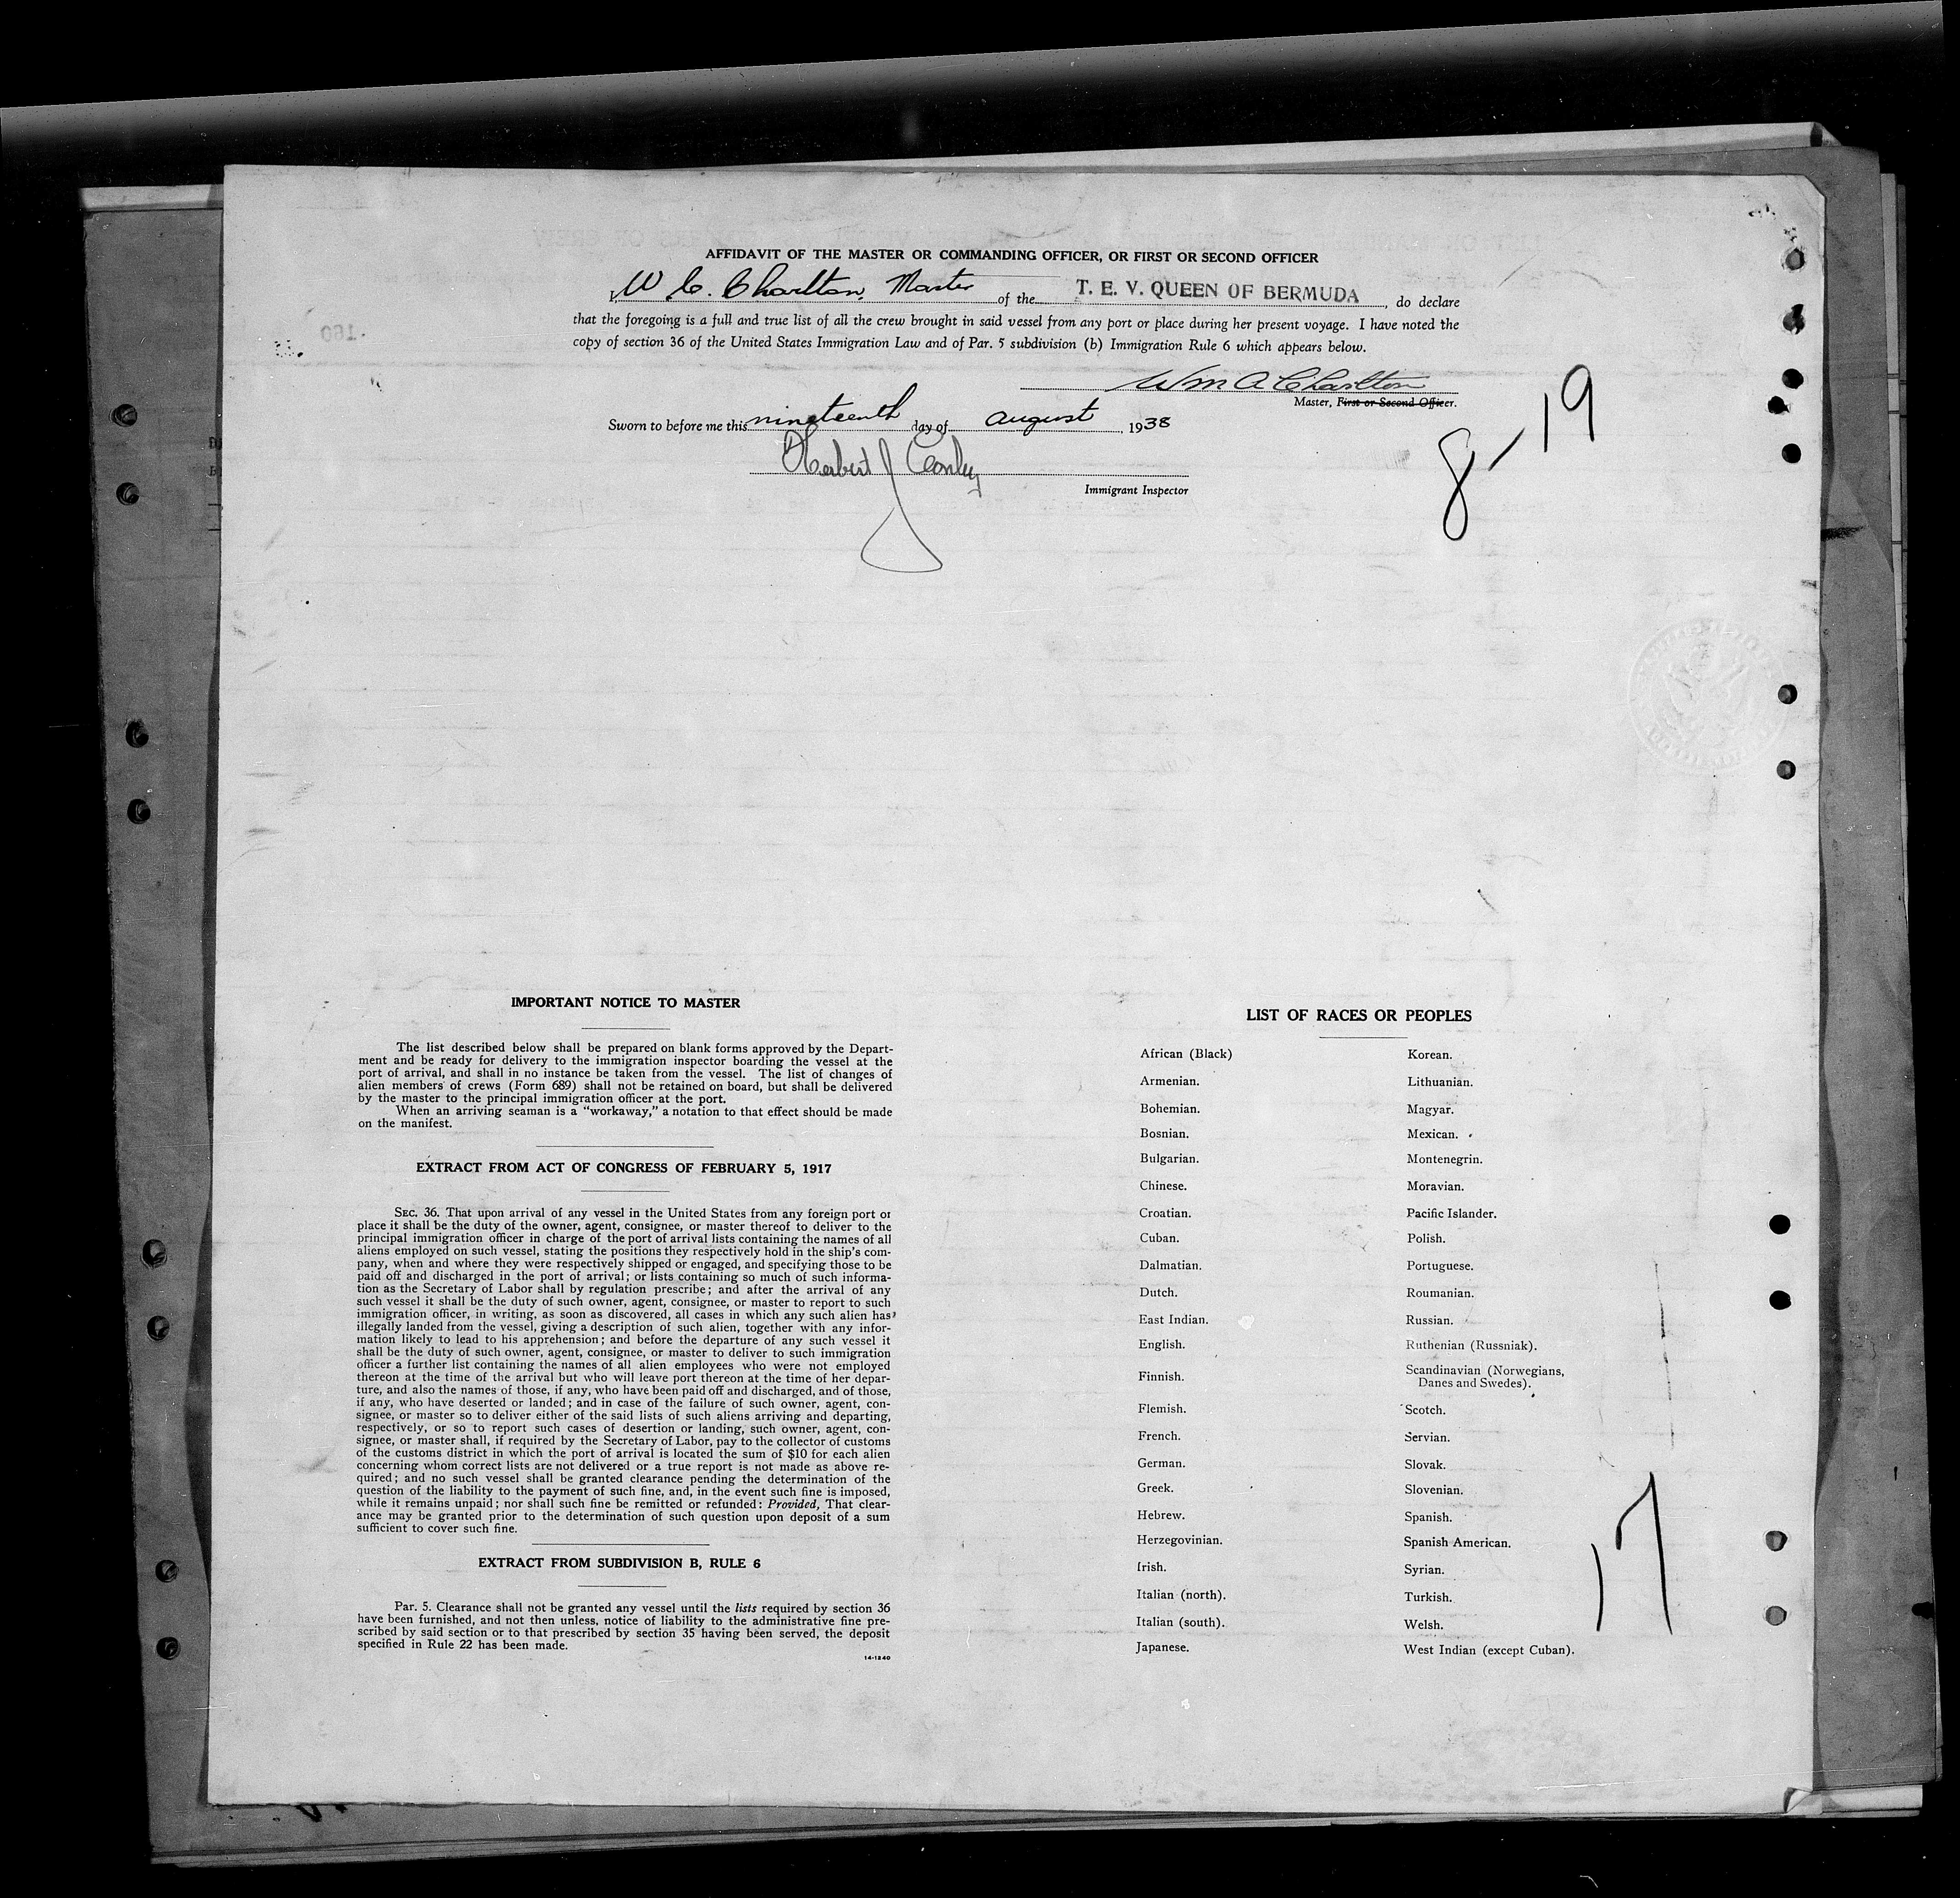 AFFIDAVIT OF THE MASTER OR COMMANDING OFFICER, OR FIRST OR SECOND OFFICER
I, W. C. Charlton, Master of the T. E. V. QUEEN OF BERMUDA, do declare
that the foregoing is a full and true list of all the crew brought in said vessel from any port or place during her present voyage. I have noted the
copy of section 36 of the United States Immigration Law and of Par. 5 subdivision (b) Immigration Rule 6 which appears below.
Wm A Charlton
Master, First or Second Officer.
Sworn to before me this nineteenth day of august, 1938
Herbert J
Immigrant Inspector
8-19
160
IMPORTANT NOTICE TO MASTER
The list described below shall be prepared on blank forms approved by the Depart-
ment and be ready for delivery to the immigration inspector boarding the vessel at the
port of arrival, and shall in no instance be taken from the vessel. The list of changes of
alien members of crews (Form 689) shall not be retained on board, but shall be delivered
by the master to the principal immigration officer at the port.
When an arriving seaman is a "workaway," a notation to that effect should be made
on the manifest.
EXTRACT FROM ACT OF CONGRESS OF FEBRUARY 5, 1917
SEC. 36. That upon arrival of any vessel in the United States from any foreign port or
place it shall be the duty of the owner, agent, consignee, or master thereof to deliver to the
principal immigration officer in charge of the port of arrival lists containing the names of all
aliens employed on such vessel, stating the positions they respectively hold in the ship's com-
pany, when and where they were respectively shipped or engaged, and specifying those to be
paid off and discharged in the port of arrival; or lists containing so much of such informa-
tion as the Secretary of Labor shall by regulation prescribe; and after the arrival of any
such vessel it shall be the duty of such owner, agent, consignee, or master to report to such
immigration officer, in writing, as soon as discovered, all cases in which any such alien has
illegally landed from the vessel, giving a description of such alien, together with any infor-
mation likely to lead to his apprehension; and before the departure of any such vessel it
shall be the duty of such owner, agent, consignee, or master to deliver to such immigration
officer a further list containing the names of all alien employees who were not employed
thereon at the time of the arrival but who will leave port thereon at the time of her depar-
ture, and also the names of those, if any, who have been paid off and discharged, and of those,
if any, who have deserted or landed; and in case of the failure of such owner, agent, con-
signee, or master so to deliver either of the said lists of such aliens arriving and departing,
respectively, or so to report such cases of desertion or landing, such owner, agent, con-
signee, or master shall, if required by the Secretary of Labor, pay to the collector of customs
of the customs district in which the port of arrival is located the sum of $10 for each alien
concerning whom correct lists are not delivered or a true report is not made as above re-
quired; and no such vessel shall be granted clearance pending the determination of the
question of the liability to the payment of such fine, and, in the event such fine is imposed,
while it remains unpaid; nor shall such fine be remitted or refunded: Provided, That clear-
ance may be granted prior to the determination of such question upon deposit of a sum
sufficient to cover such fine.
EXTRACT FROM SUBDIVISION B, RULE 6
Par. 5. Clearance shall not be granted any vessel until the lists required by section 36
have been furnished, and not then unless, notice of liability to the administrative fine pre-
scribed by said section or to that prescribed by section 35 having been served, the deposit
specified in Rule 22 has been made.
14-1240
LIST OF RACES OR PEOPLES
African (Black)
Armenian.
Bohemian.
Bosnian.
Bulgarian.
Chinese.
Croatian.
Cuban.
Dalmatian.
Dutch.
East Indian.
English.
Finnish.
Flemish.
French.
German.
Greek.
Hebrew.
Herzegovinian.
Irish.
Italian (north).
Italian (south).
Japanese.
Korean.
Lithuanian.
Magyar.
Mexican.
Montenegrin.
Moravian.
Pacific Islander.
Polish.
Portuguese.
Roumanian.
Russian.
Ruthenian (Russniak).
Scandinavian (Norwegians,
Danes and Swedes).
Scotch.
Servian.
Slovak.
Slovenian.
Spanish.
Spanish American.
Syrian.
Turkish.
Welsh.
West Indian (except Cuban).
17